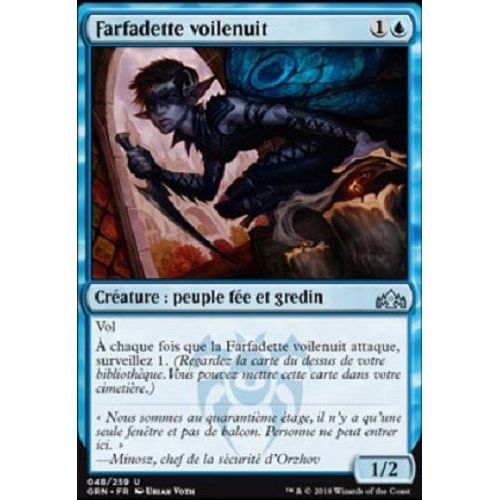 Farfadette voilenuit 1
Créature : peuple fée et gredin
Vol
À chaque fois que la Farfadette voilenuit attaque,
surveillez 1. (Regardez la carte du dessus de votre
bibliothèque. Vous pouvez mettre cette carte dans votre
cimetière.)
« Nous sommes au quarantième étage, il n'y a qu'une
seule fenêtre et pas de balcon. Personne ne peut entrer
ici. »
—Minosz, chef de la sécurité d'Orzhov
1/2
048/259 U
GRN • FR Uriah Voth
™ & © 2018 Wizards of the Coast